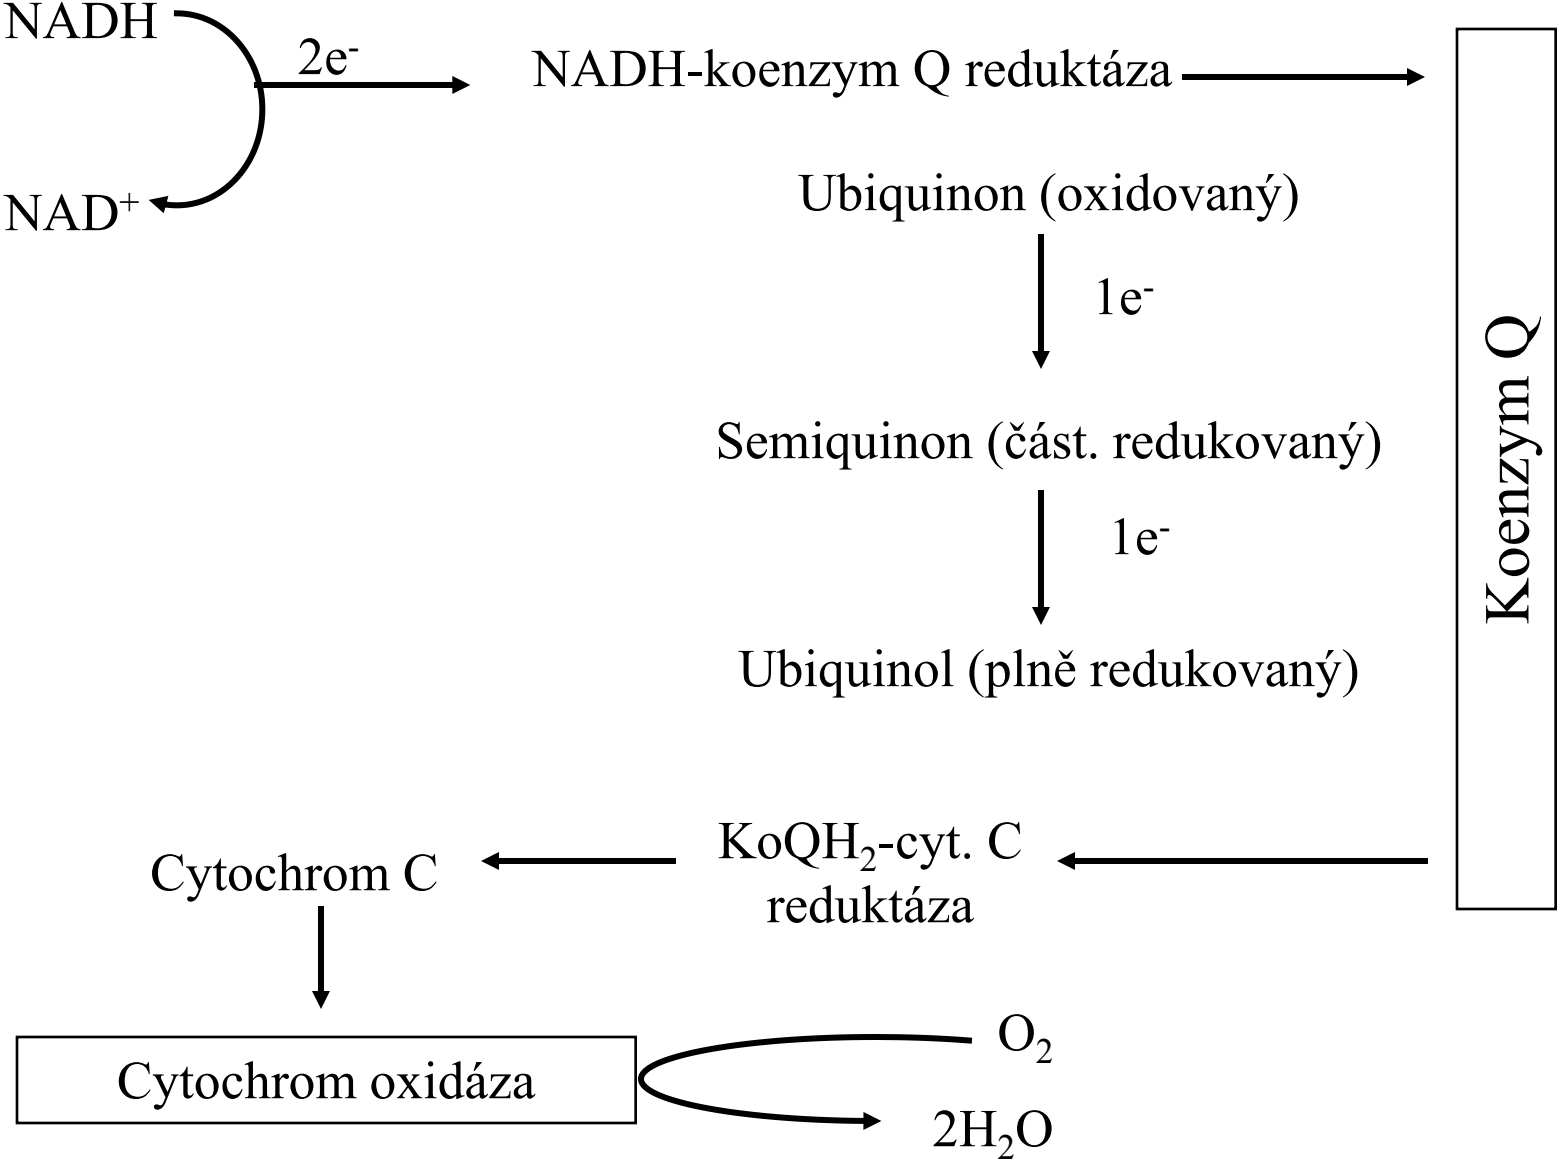 NADH
2e-
NADH-koenzym Q reduktáza
NAD+
Ubiquinon (oxidovaný)
1e-
Semiquinon (část. redukovaný)
1e-
Ubiquinol (plně redukovaný)
Koenzym Q
KoQH2-cyt. C
reduktáza
Cytochrom C
Cytochrom oxidáza
O2
2H2O